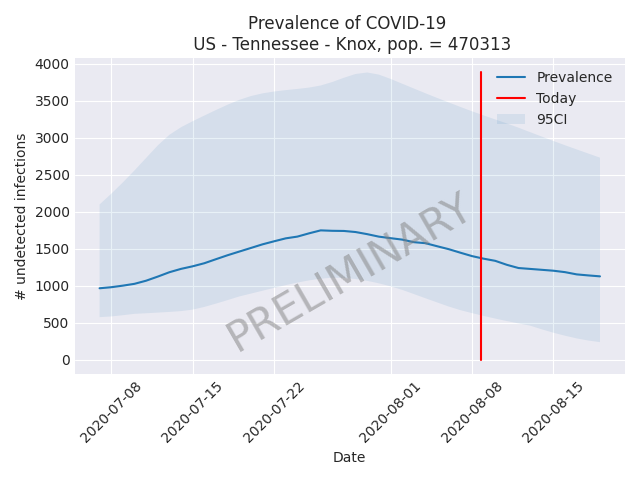 Prevalence of COVID-19
US - Tennessee - Knox, pop. = 470313
# undetected infections
4000
3500
3000
2500
2000
1500
1000
500
0
Prevalence
Today
95CI
PRELIMINARY
2020-07-08
2020-07-15
2020-07-22
2020-08-01
2020-08-08
2020-08-15
Date